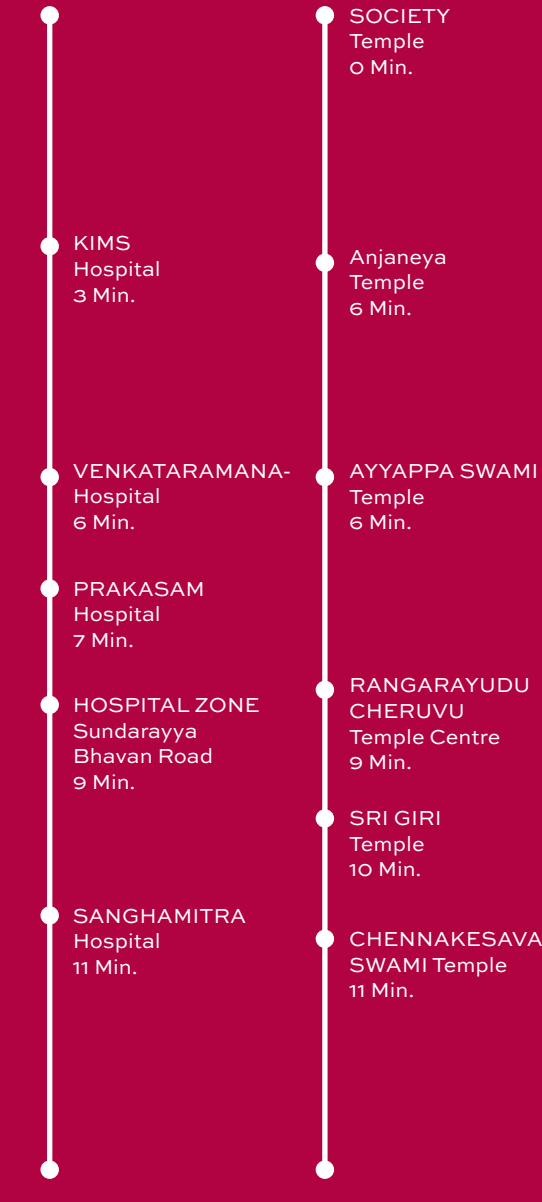 KIMS
Hospital
3 Min.
VENKATARAMANA-
Hospital
6 Min.
PRAKASAM
Hospital
7 Min.
HOSPITAL ZONE
Sundarayya
Bhavan Road
9 Min.
SANGHAMITRA
Hospital
11 Min.
SOCIETY
Temple
0 Min.
Anjaneya
Temple
6 Min.
AYYAPPA SWAMI
Temple
6 Min.
RANGARAYUDU
CHERUVU
Temple Centre
9 Min.
SRI GIRI
Temple
10 Min.
CHENNAKESAVA
SWAMI Temple
11 Min.